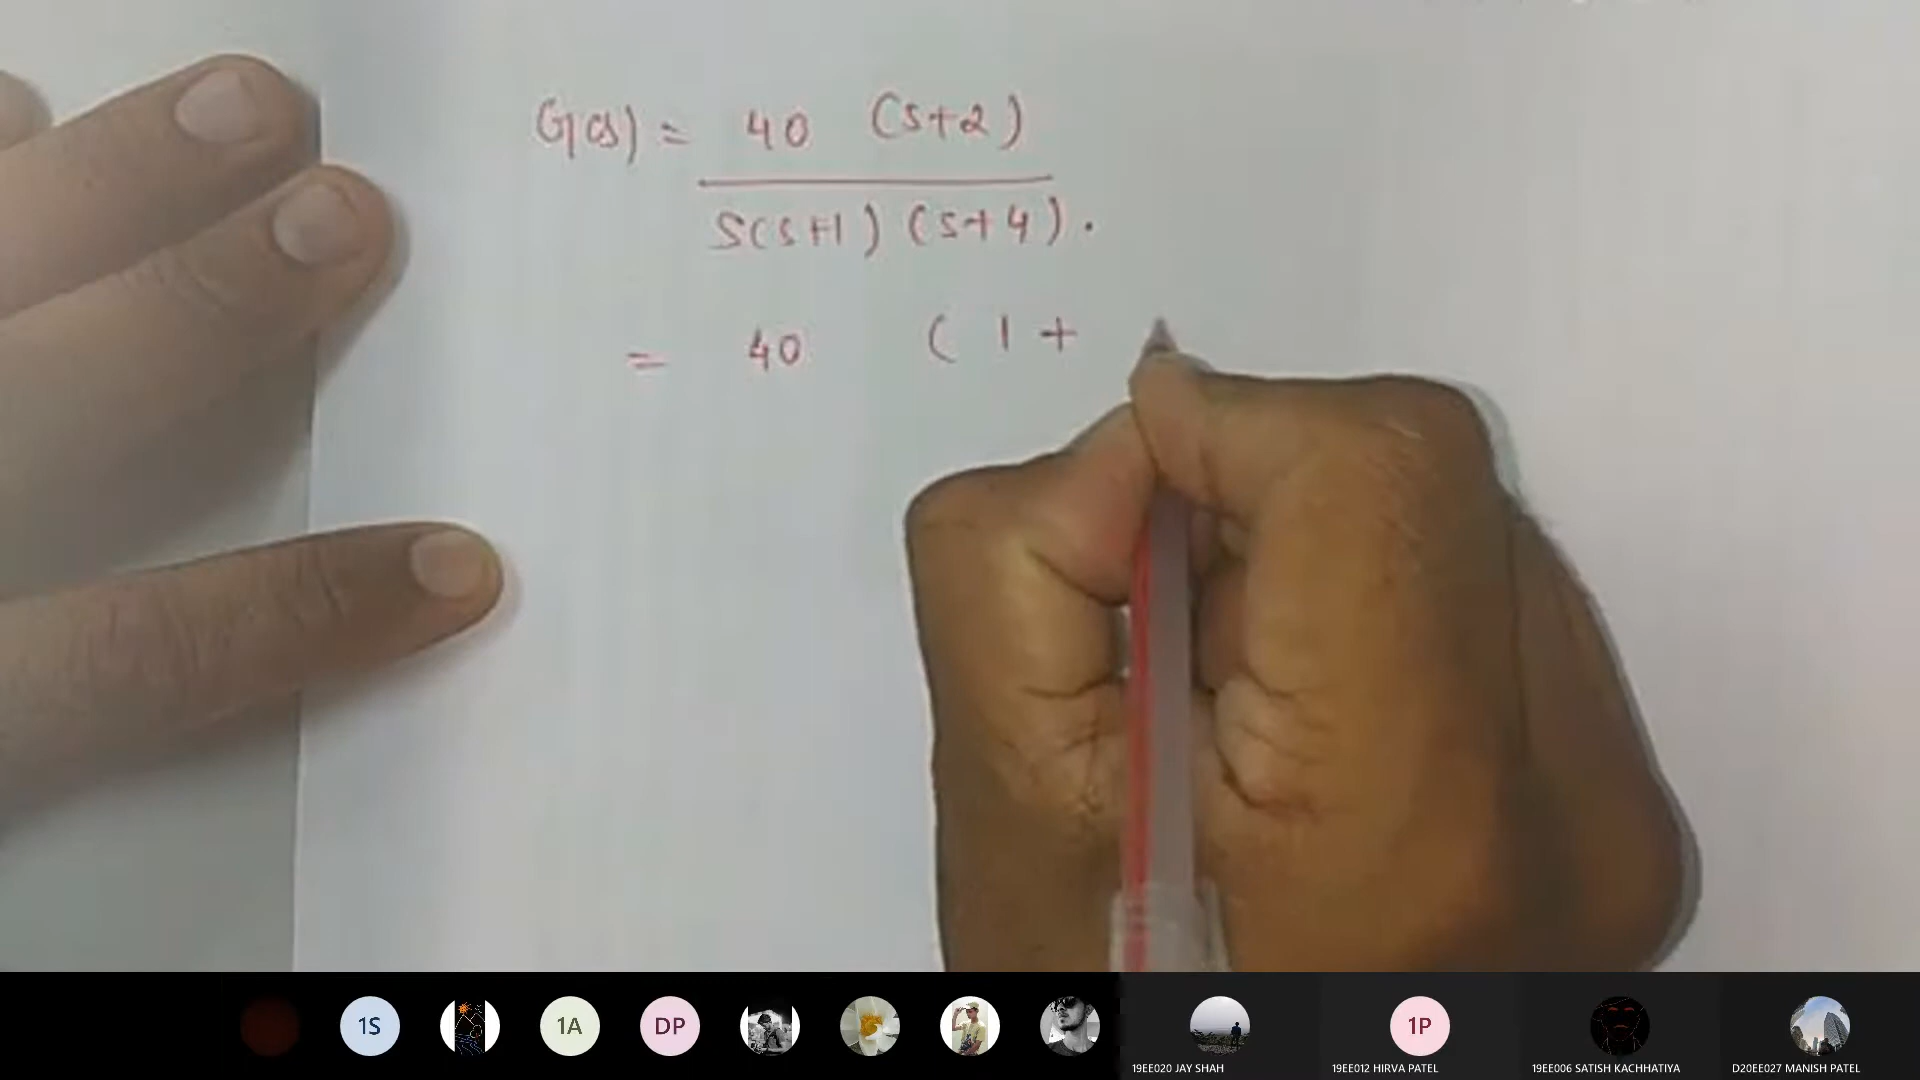 G(s) = 40 (s+2)
s(s+1) (s+4).
= 40 ( 1 +
1S 1A DP 1P
19EE020 JAY SHAH 19EE012 HIRVA PATEL 19EE006 SATISH KACHHATIYA D20EE027 MANISH PATEL